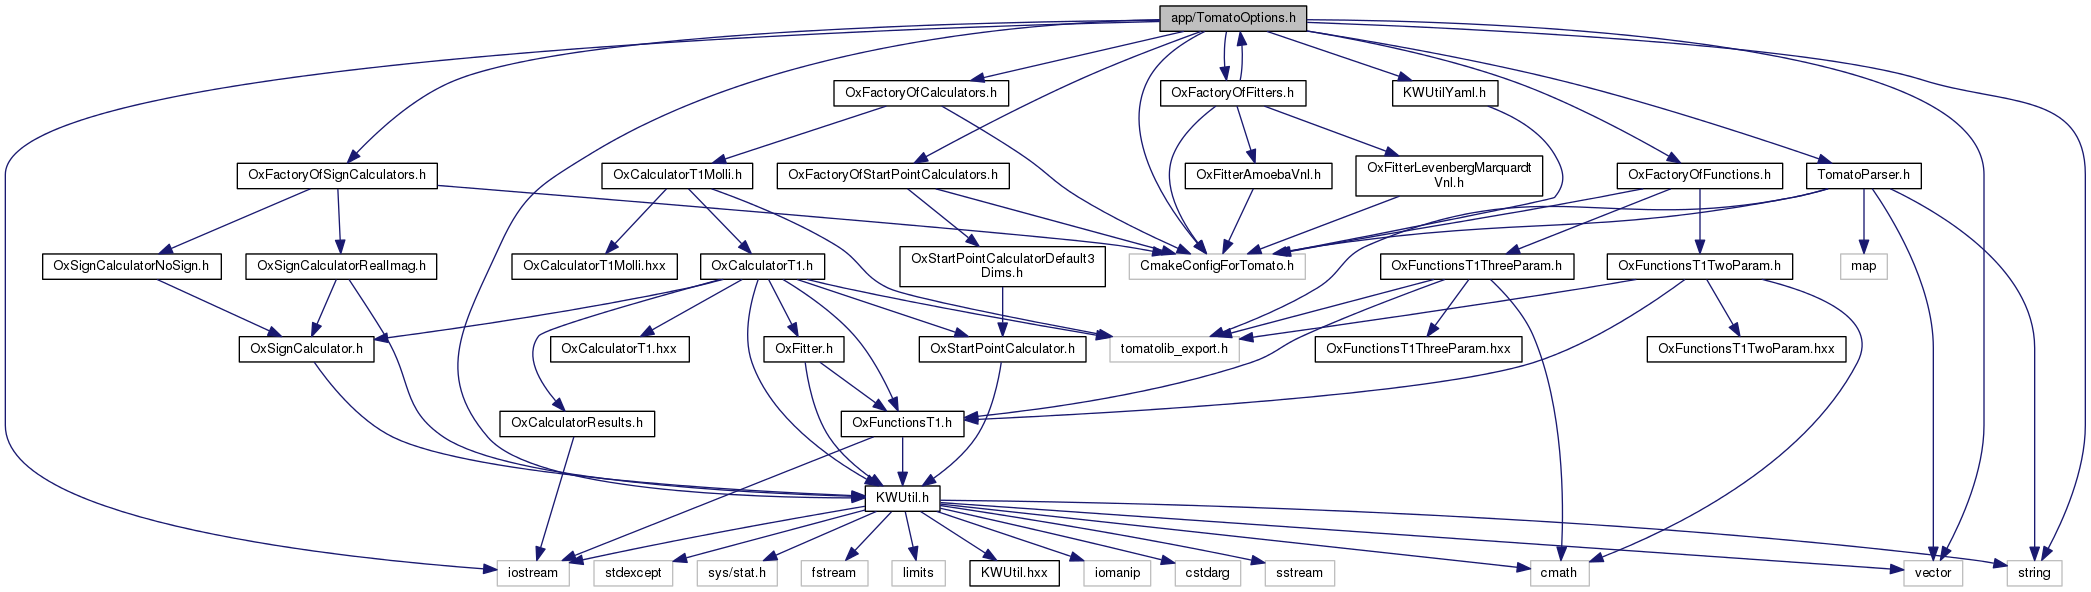 app/TomatoOptions.h
OxFactoryOfCalculators.h
OxFactoryOfFitters.h
KWUtilYaml.h
OxFactoryOfSignCalculators.h
OxCalculatorT1Molli.h
OxFactoryOfStartPointCalculators.h
OxFitterAmoebaVnl.h
OxFitterLevenbergMarquardt
Vnl.h
OxFactoryOfFunctions.h
TomatoParser.h
OxSignCalculatorNoSign.h
OxSignCalculatorRealImag.h
OxCalculatorT1Molli.hxx
OxCalculatorT1.h
OxStartPointCalculatorDefault3
Dims.h
CmakeConfigForTomato.h
OxFunctionsT1ThreeParam.h
OxFunctionsT1TwoParam.h
map
OxSignCalculator.h
OxCalculatorT1.hxx
OxFitter.h
OxStartPointCalculator.h
tomatolib_export.h
OxFunctionsT1ThreeParam.hxx
OxFunctionsT1TwoParam.hxx
OxCalculatorResults.h
OxFunctionsT1.h
KWUtil.h
iostream
stdexcept
sys/stat.h
fstream
limits
KWUtil.hxx
iomanip
cstdarg
sstream
cmath
vector
string